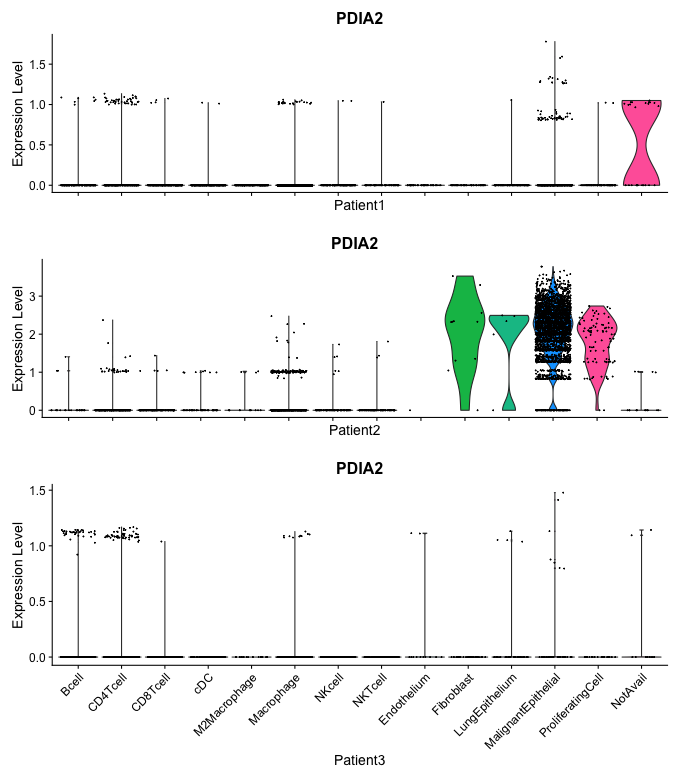 PDIA2
Expression Level
1.5
1.0
0.5
0.0
Patient1
PDIA2
Expression Level
3
2
1
0
Patient2
PDIA2
Expression Level
1.5
1.0
0.5
0.0
Bcell
CD4Tcell
CD8Tcell
cDC
M2Macrophage
Macrophage
NKcell
NKTcell
Endothelium
Fibroblast
LungEpithelium
MalignantEpithelial
ProliferatingCell
NotAvail
Patient3